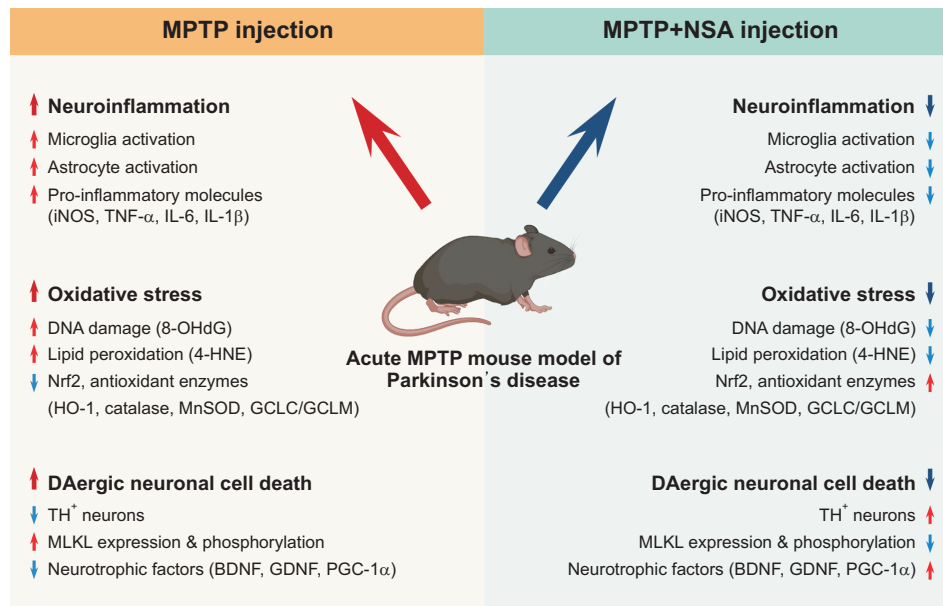 MPTP injection
MPTP+NSA injection
Neuroinflammation
Microglia activation
Astrocyte activation
Pro-inflammatory molecules
(iNOS, TNF-α, IL-6, IL-1β)
Oxidative stress
DNA damage (8-OHdG)
Lipid peroxidation (4-HNE)
Nrf2, antioxidant enzymes
(HO-1, catalase, MnSOD, GCLC/GCLM)
DAergic neuronal cell death
TH⁺ neurons
MLKL expression & phosphorylation
Neurotrophic factors (BDNF, GDNF, PGC-1α)
Acute MPTP mouse model of
Parkinson's disease
Neuroinflammation
Microglia activation
Astrocyte activation
Pro-inflammatory molecules
(iNOS, TNF-α, IL-6, IL-1β)
Oxidative stress
DNA damage (8-OHdG)
Lipid peroxidation (4-HNE)
Nrf2, antioxidant enzymes
(HO-1, catalase, MnSOD, GCLC/GCLM)
DAergic neuronal cell death
TH⁺ neurons
MLKL expression & phosphorylation
Neurotrophic factors (BDNF, GDNF, PGC-1α)